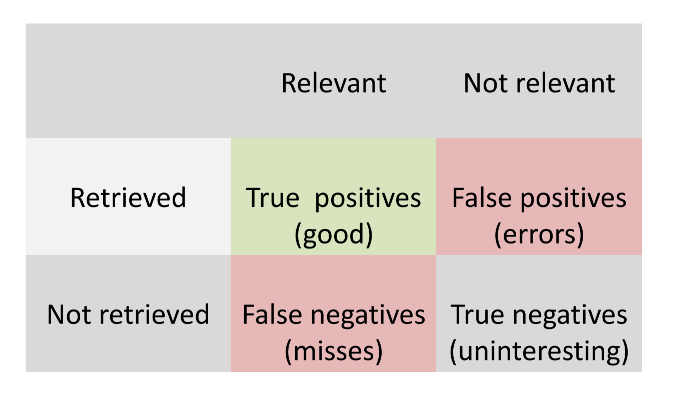 Relevant
Not relevant
Retrieved
True  positives
(good)
False positives
(errors)
Not retrieved
False negatives
(misses)
True negatives
(uninteresting)